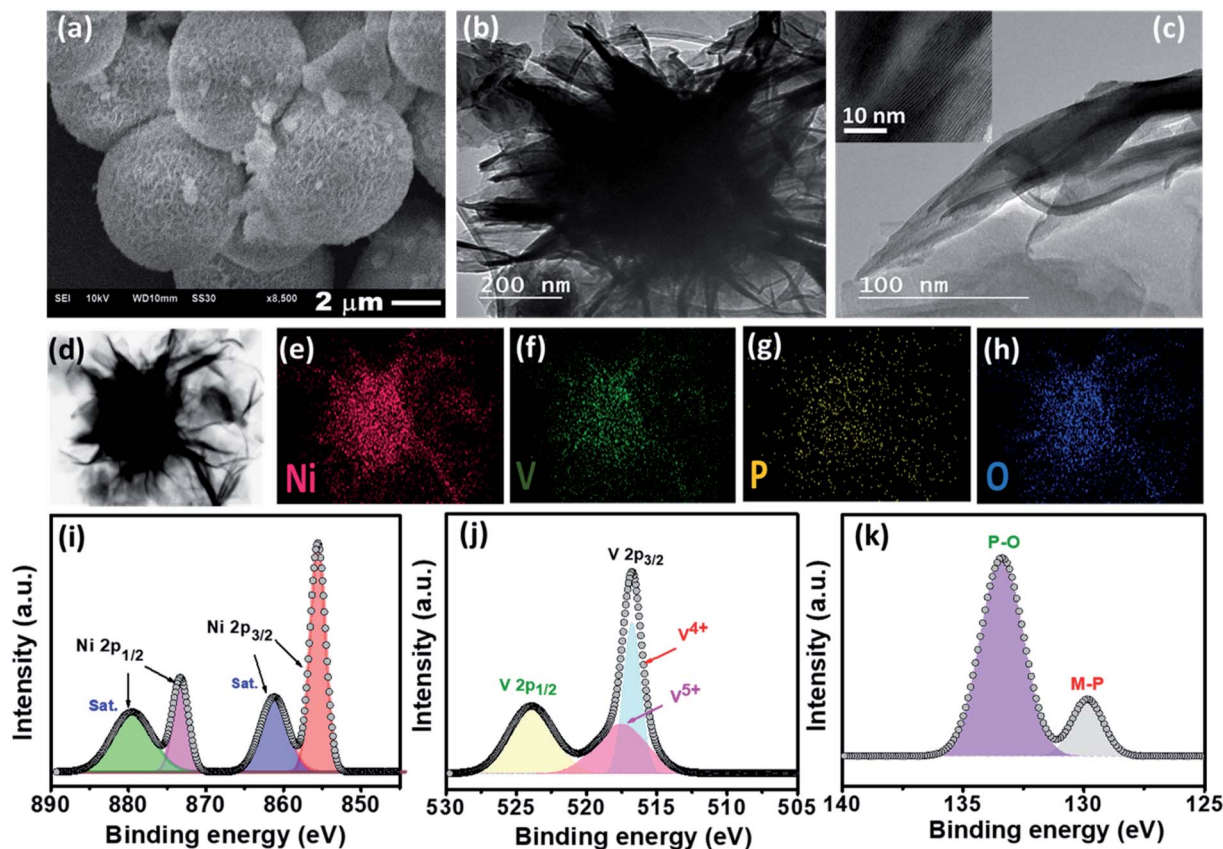 (a)
SEI 10kV WD10mm SS30 x8,500 2 μm
(b)
200 nm
(c)
10 nm
100 nm
(d)
(e)
Ni
(f)
V
(g)
P
(h)
O
(i)
Intensity (a.u.)
Ni 2p1/2
Sat.
Ni 2p3/2
Sat.
890 880 870 860 850
Binding energy (eV)
(j)
Intensity (a.u.)
V 2p3/2
V4+
V5+
V 2p1/2
530 525 520 515 510 505
Binding energy (eV)
(k)
Intensity (a.u.)
P-O
M-P
140 135 130 125
Binding energy (eV)